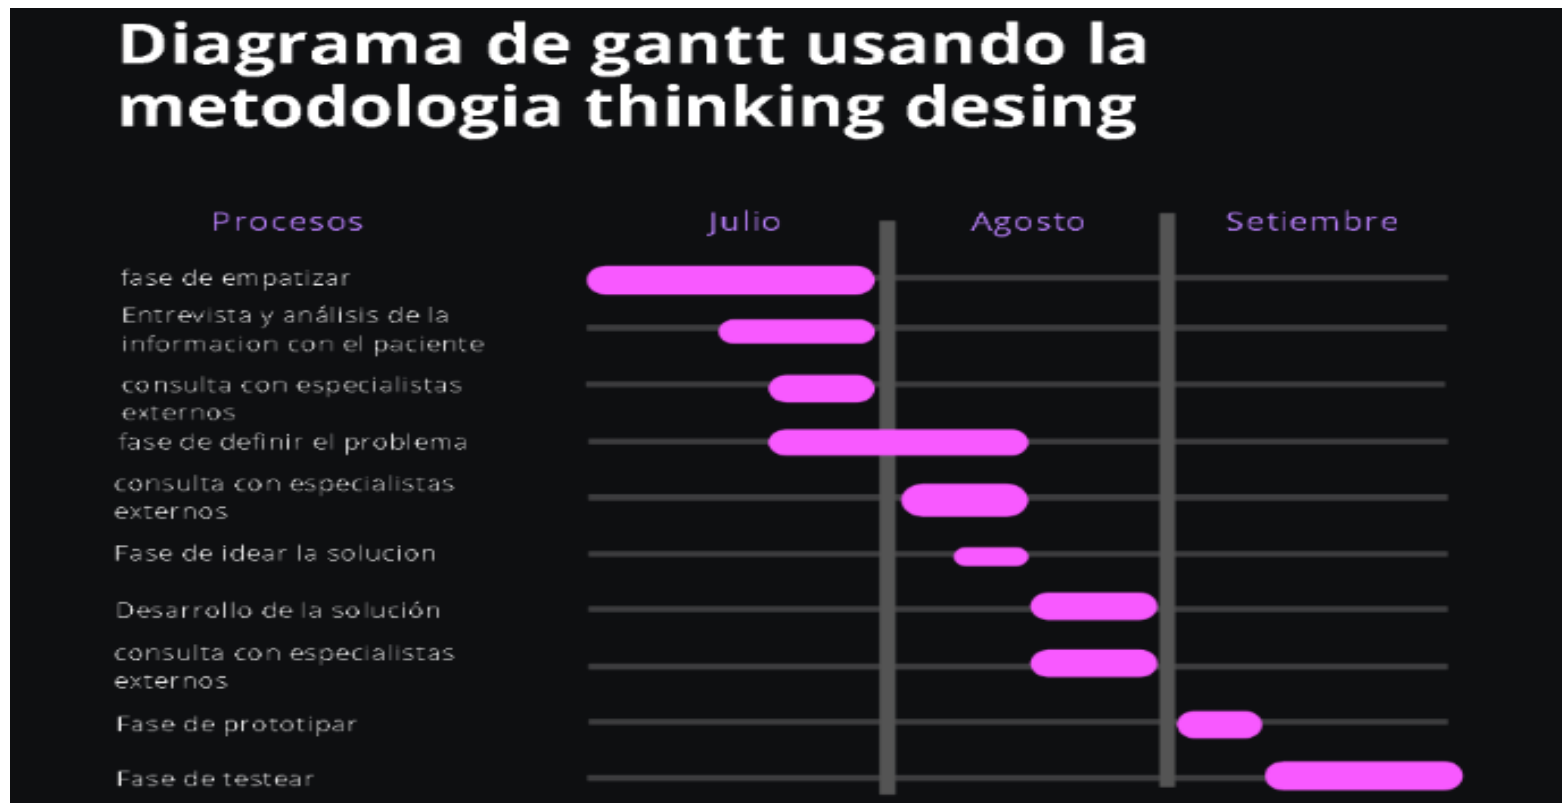 Diagrama de gantt usando la
metodologia thinking desing
Procesos
Julio
Agosto
Setiembre
fase de empatizar
Entrevista y análisis de la
informacion con el paciente
consulta con especialistas
externos
fase de definir el problema
consulta con especialistas
externos
Fase de idear la solucion
Desarrollo de la solución
consulta con especialistas
externos
Fase de prototipar
Fase de testear